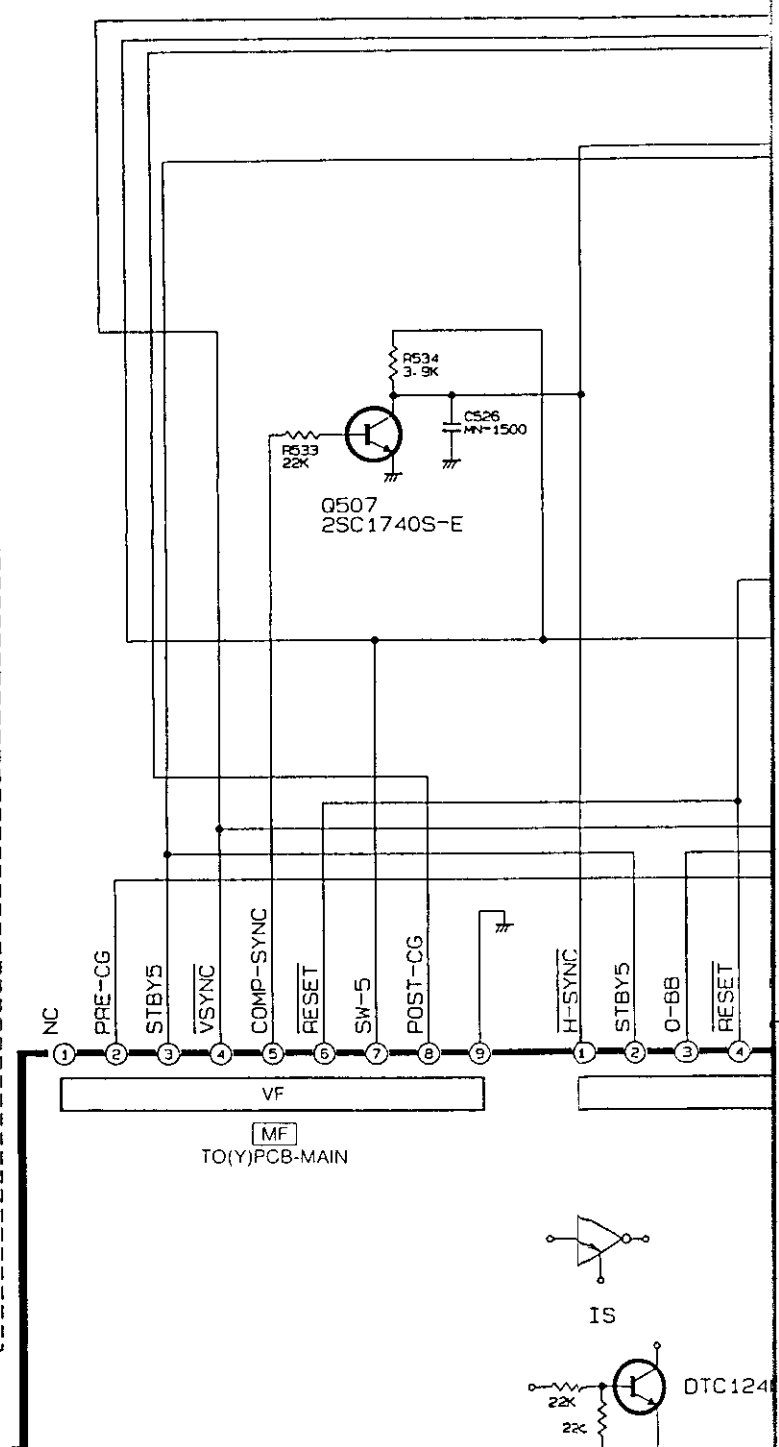 R534
3.9K
C526
MN-1500
R533
22K
Q507
2SC1740S-E
NC
PRE-CG
STBY5
VSYNC
COMP-SYNC
RESET
SW-5
POST-CG
H-SYNC
STBY5
O-BB
RESET
1 2 3 4 5 6 7 8 9 1 2 3 4
VF
MF
TO(Y)PCB-MAIN
IS
DTC124
22K
22K